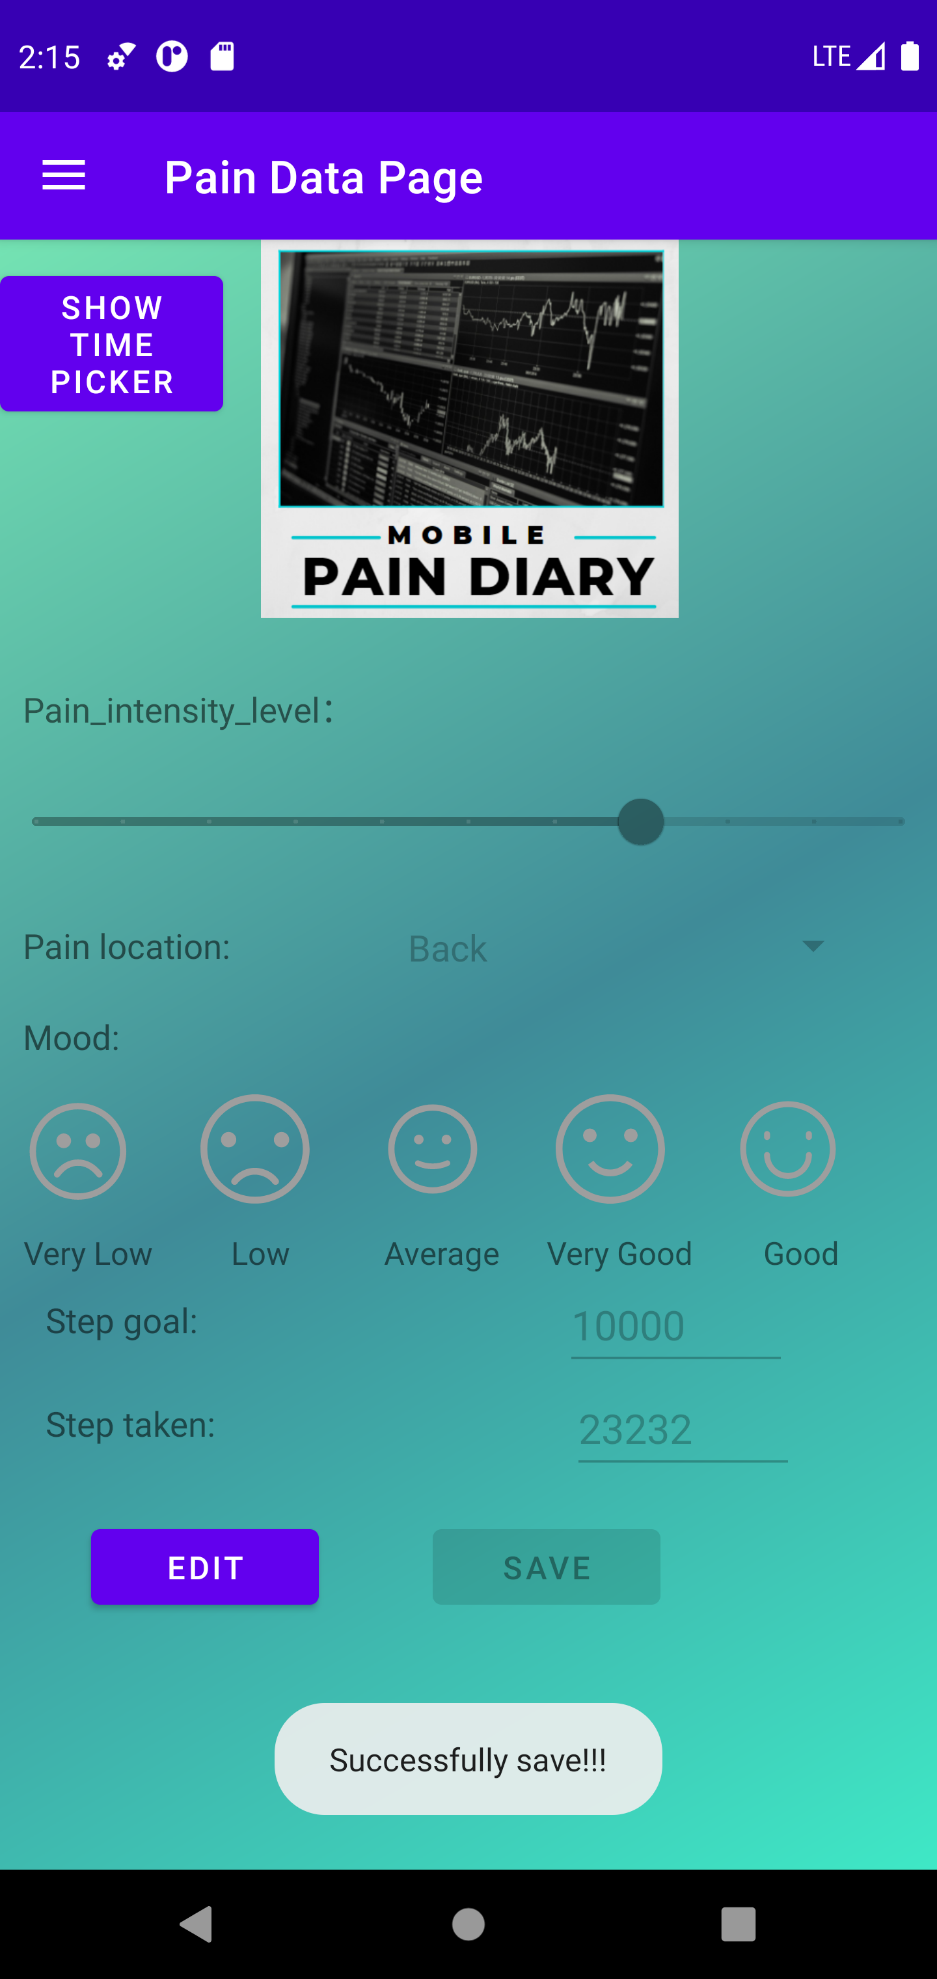 2:15
LTE
Pain Data Page
SHOW
TIME
PICKER
MOBILE
PAIN DIARY
Pain_intensity_level:
Pain location: Back
Mood:
Very Low Low Average Very Good Good
Step goal: 10000
Step taken: 23232
EDIT SAVE
Successfully save!!!